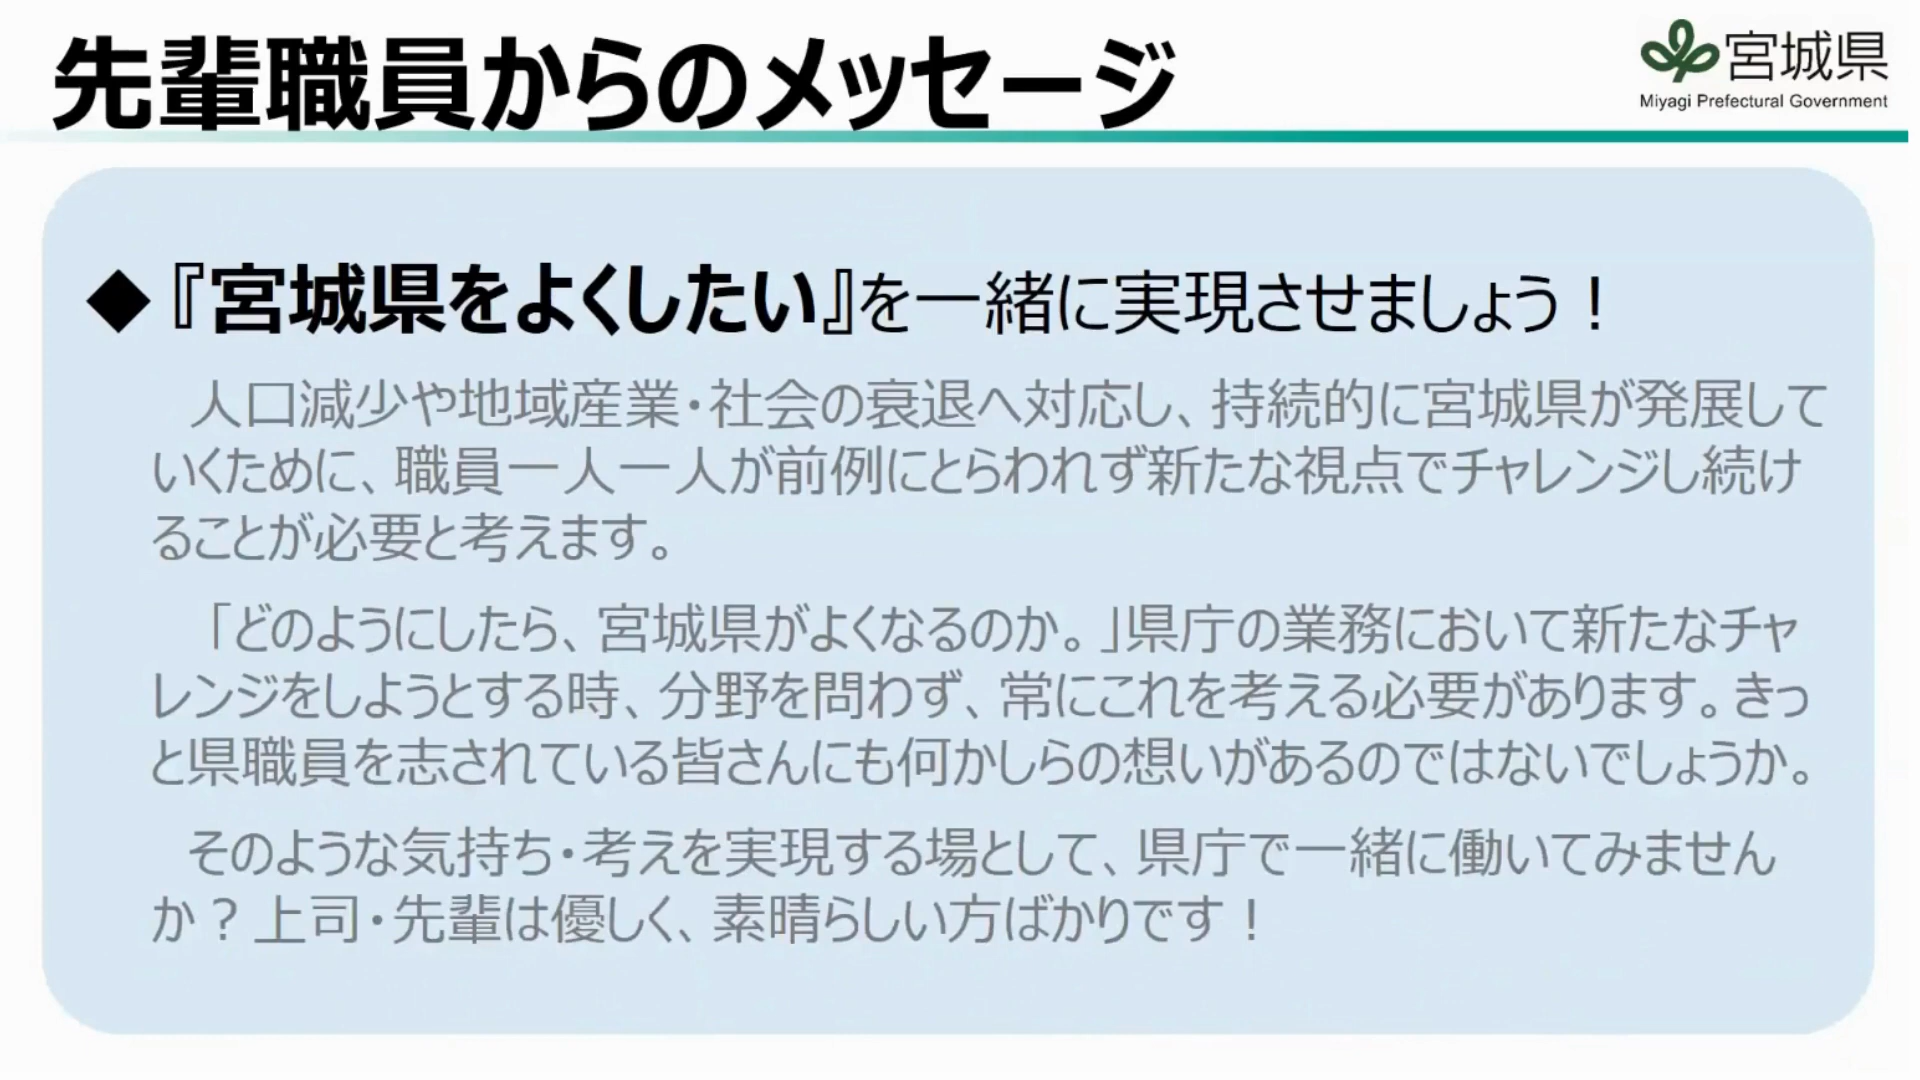 先輩職員からのメッセージ
宮城県
Miyagi Prefectural Government
◆『宮城県をよくしたい』を一緒に実現させましょう！
人口減少や地域産業・社会の衰退へ対応し、持続的に宮城県が発展して
いくために、職員一人一人が前例にとらわれず新たな視点でチャレンジし続け
ることが必要と考えます。
「どのようにしたら、宮城県がよくなるのか。」県庁の業務において新たなチャ
レンジをしようとする時、分野を問わず、常にこれを考える必要があります。きっ
と県職員を志されている皆さんにも何かしらの想いがあるのではないでしょうか。
そのような気持ち・考えを実現する場として、県庁で一緒に働いてみません
か？上司・先輩は優しく、素晴らしい方ばかりです！